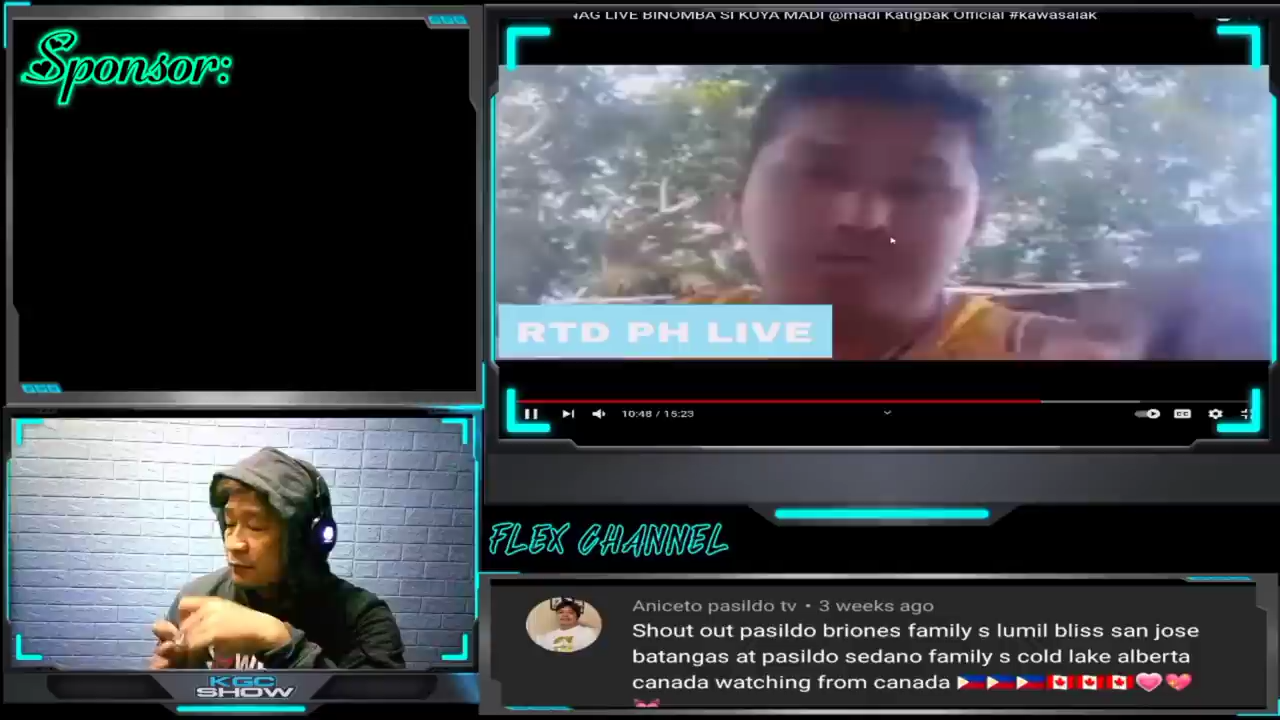 Sponsor:
NAG LIVE BINOMBA SI KUYA MADI @madi Katigbak Official #kawasalak
RTD PH LIVE
10:48 / 15:23
FLEX CHANNEL
Aniceto pasildo tv • 3 weeks ago
Shout out pasildo briones family s lumil bliss san jose
batangas at pasildo sedano family s cold lake alberta
canada watching from canada 🇵🇭🇵🇭🇵🇭🇨🇦🇨🇦🇨🇦💗💖
KGC
SHOW